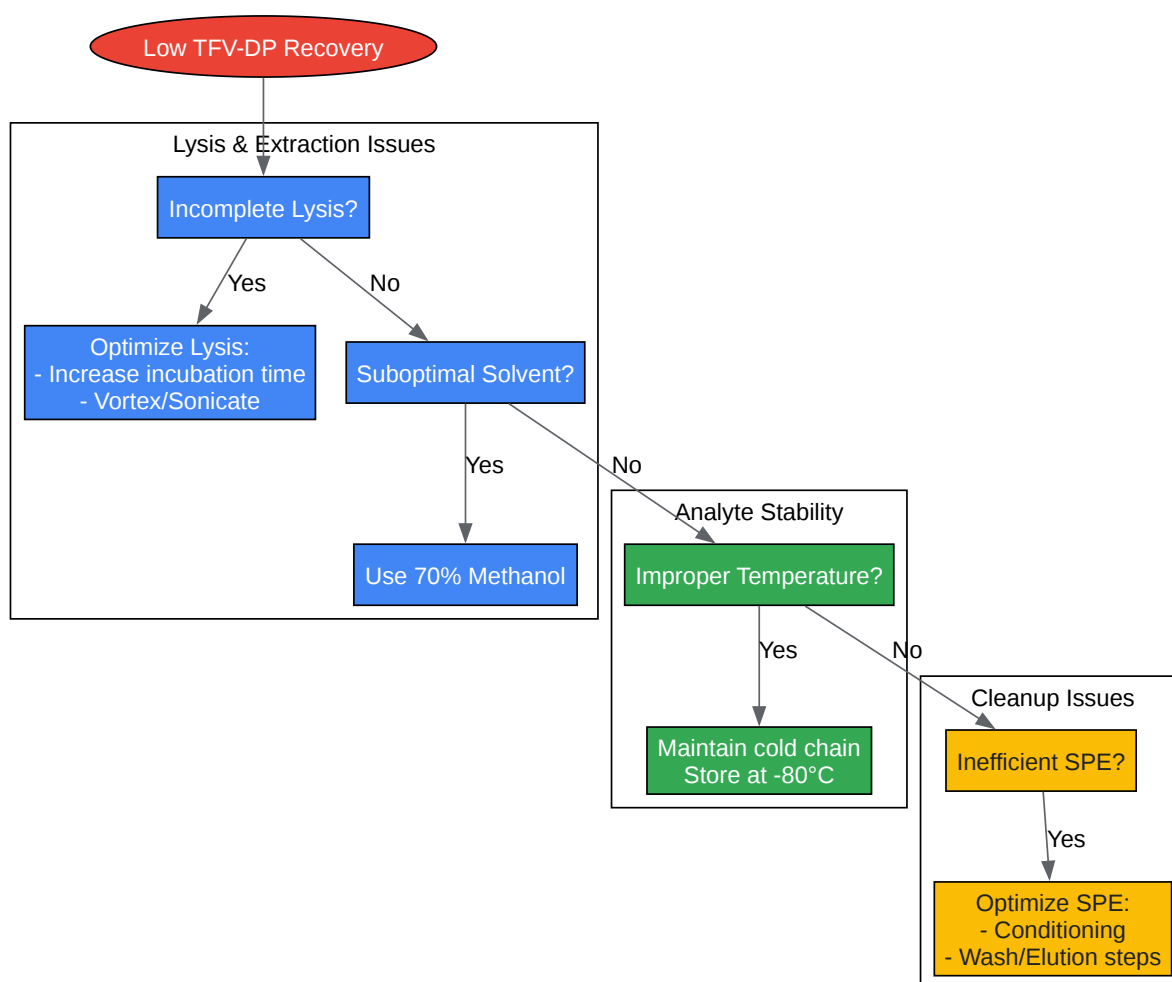 Low TFV-DP Recovery
Lysis & Extraction Issues
Incomplete Lysis?
Yes
No
Optimize Lysis:
- Increase incubation time
- Vortex/Sonicate
Suboptimal Solvent?
Yes
No
Use 70% Methanol
Analyte Stability
Improper Temperature?
Yes
No
Maintain cold chain
Store at -80°C
Cleanup Issues
Inefficient SPE?
Yes
Optimize SPE:
- Conditioning
- Wash/Elution steps